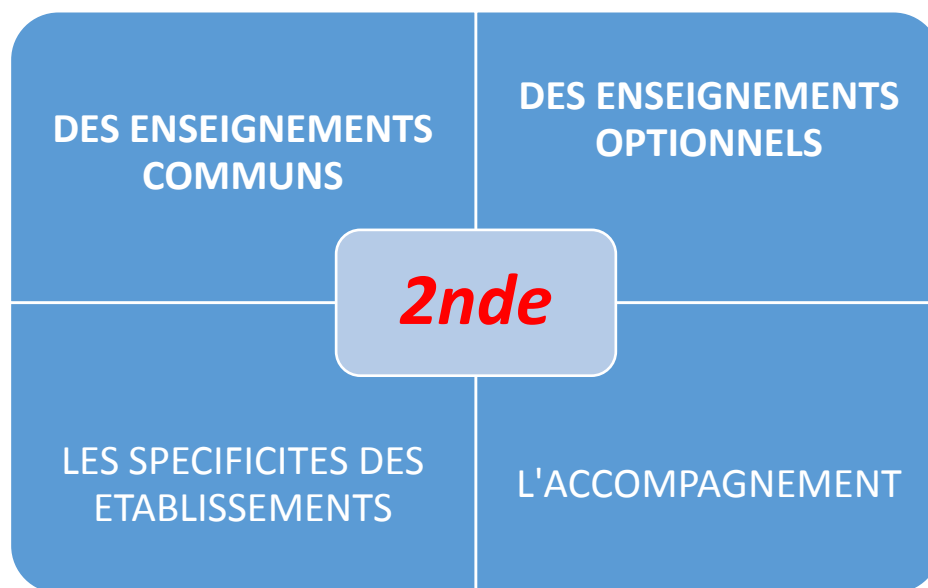 DES ENSEIGNEMENTS
COMMUNS
DES ENSEIGNEMENTS
OPTIONNELS
2nde
LES SPECIFICITES DES
ETABLISSEMENTS
L'ACCOMPAGNEMENT